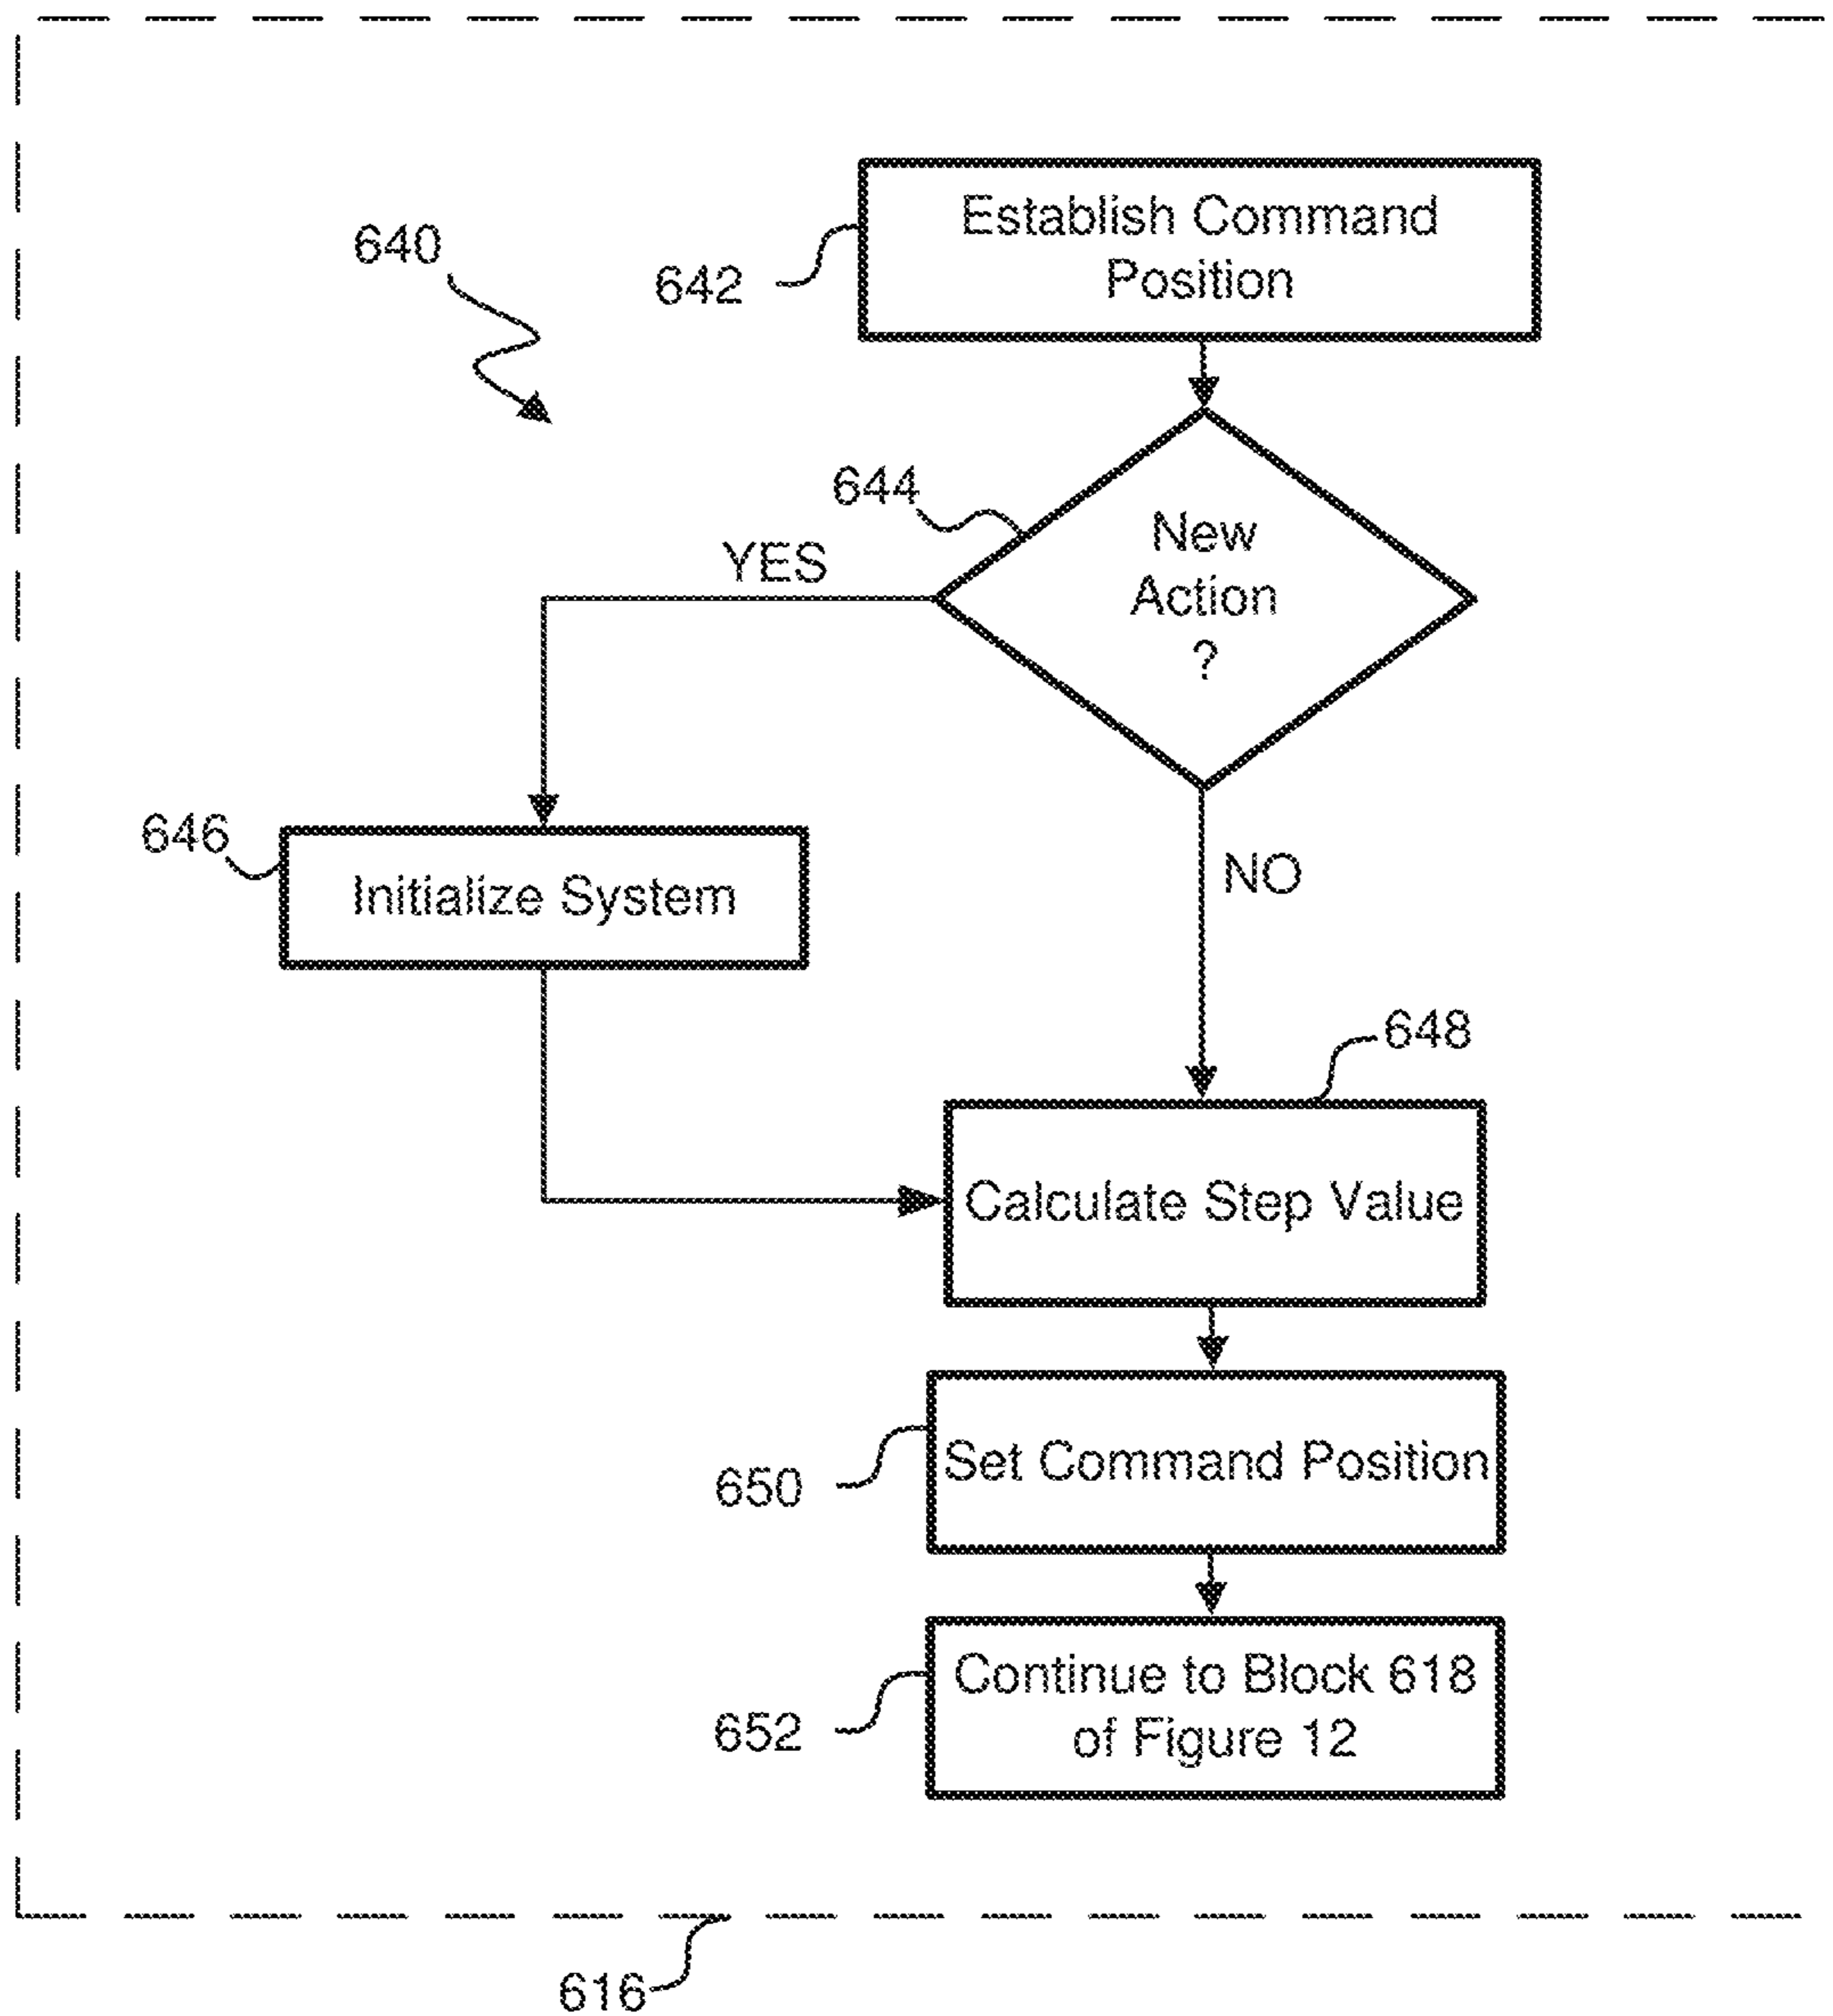 Establish Command
Position
640
642
644
New
Action
?
YES
646
Initialize System
NO
648
Calculate Step Value
Set Command Position
650
Continue to Block 618
of Figure 12
652
616